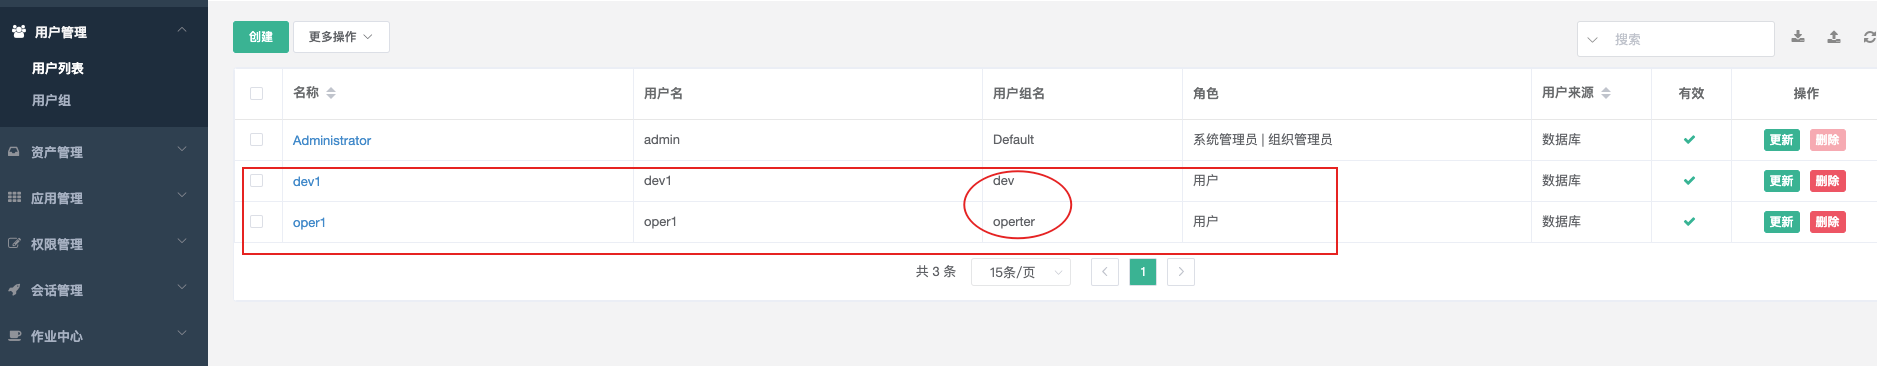 用户管理
用户列表
用户组
资产管理
应用管理
权限管理
会话管理
作业中心
创建 更多操作 搜索
名称 用户名 用户组名 角色 用户来源 有效 操作
Administrator admin Default 系统管理员 | 组织管理员 数据库 更新 删除
dev1 dev1 dev 用户 数据库 更新 删除
oper1 oper1 operter 用户 数据库 更新 删除
共 3 条 15条/页 1